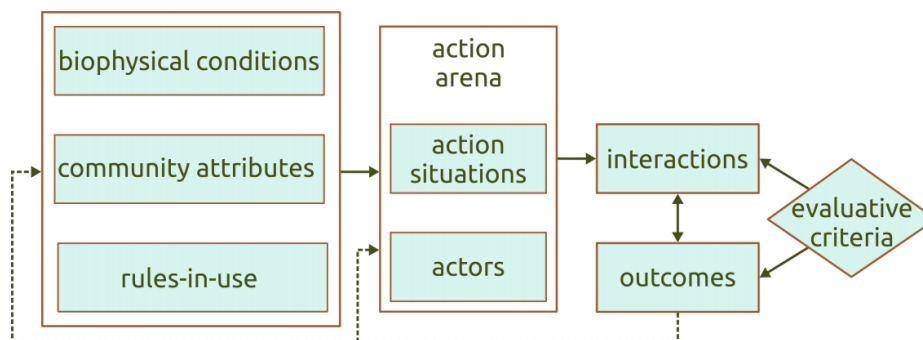 biophysical conditions
community attributes
rules-in-use
action
arena
action
situations
actors
interactions
outcomes
evaluative
criteria